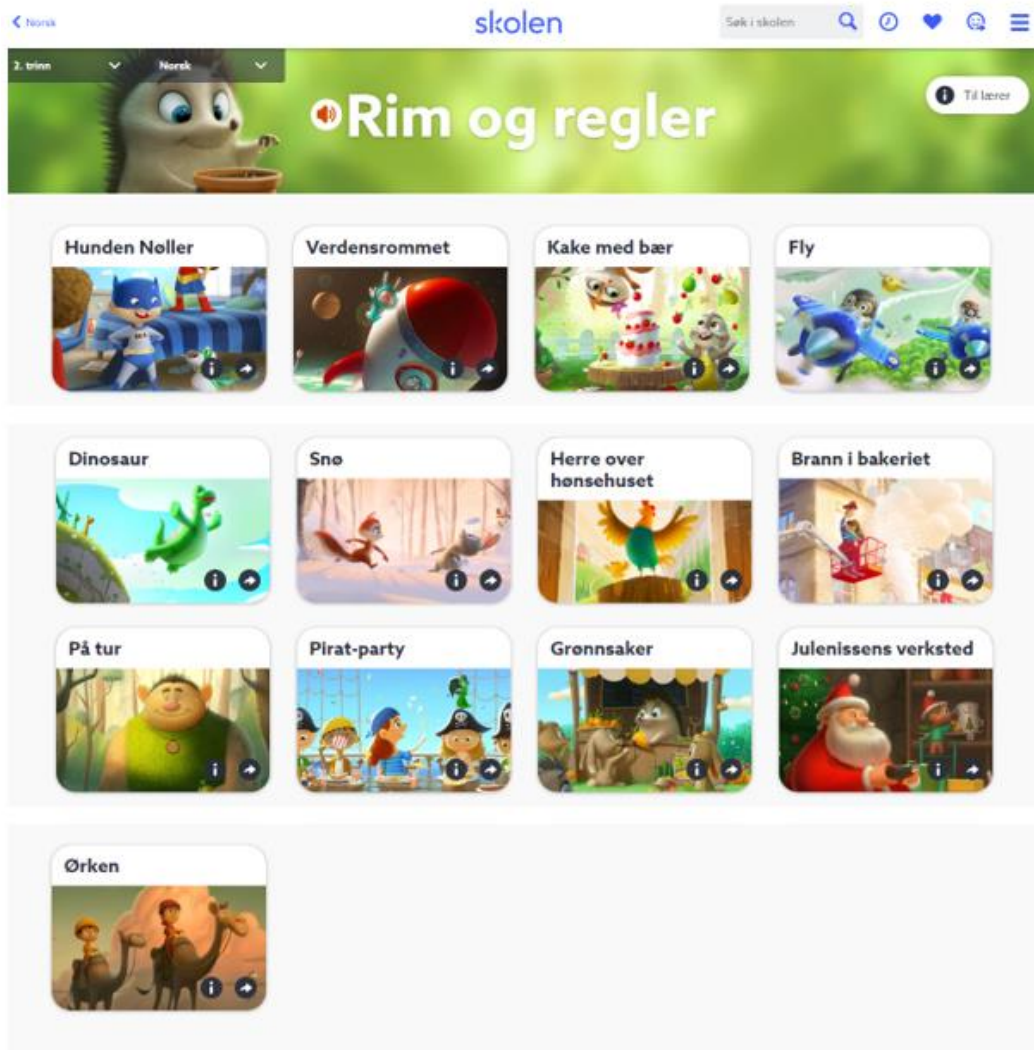 Norsk
skolen
Søk i skolen
2. trinn
Norsk
Rim og regler
Til lærer
Hunden Nøller
Verdensrommet
Kake med bær
Fly
Dinosaur
Snø
Herre over
hønsehuset
Brann i bakeriet
På tur
Pirat-party
Grønnsaker
Julenissens verksted
Ørken